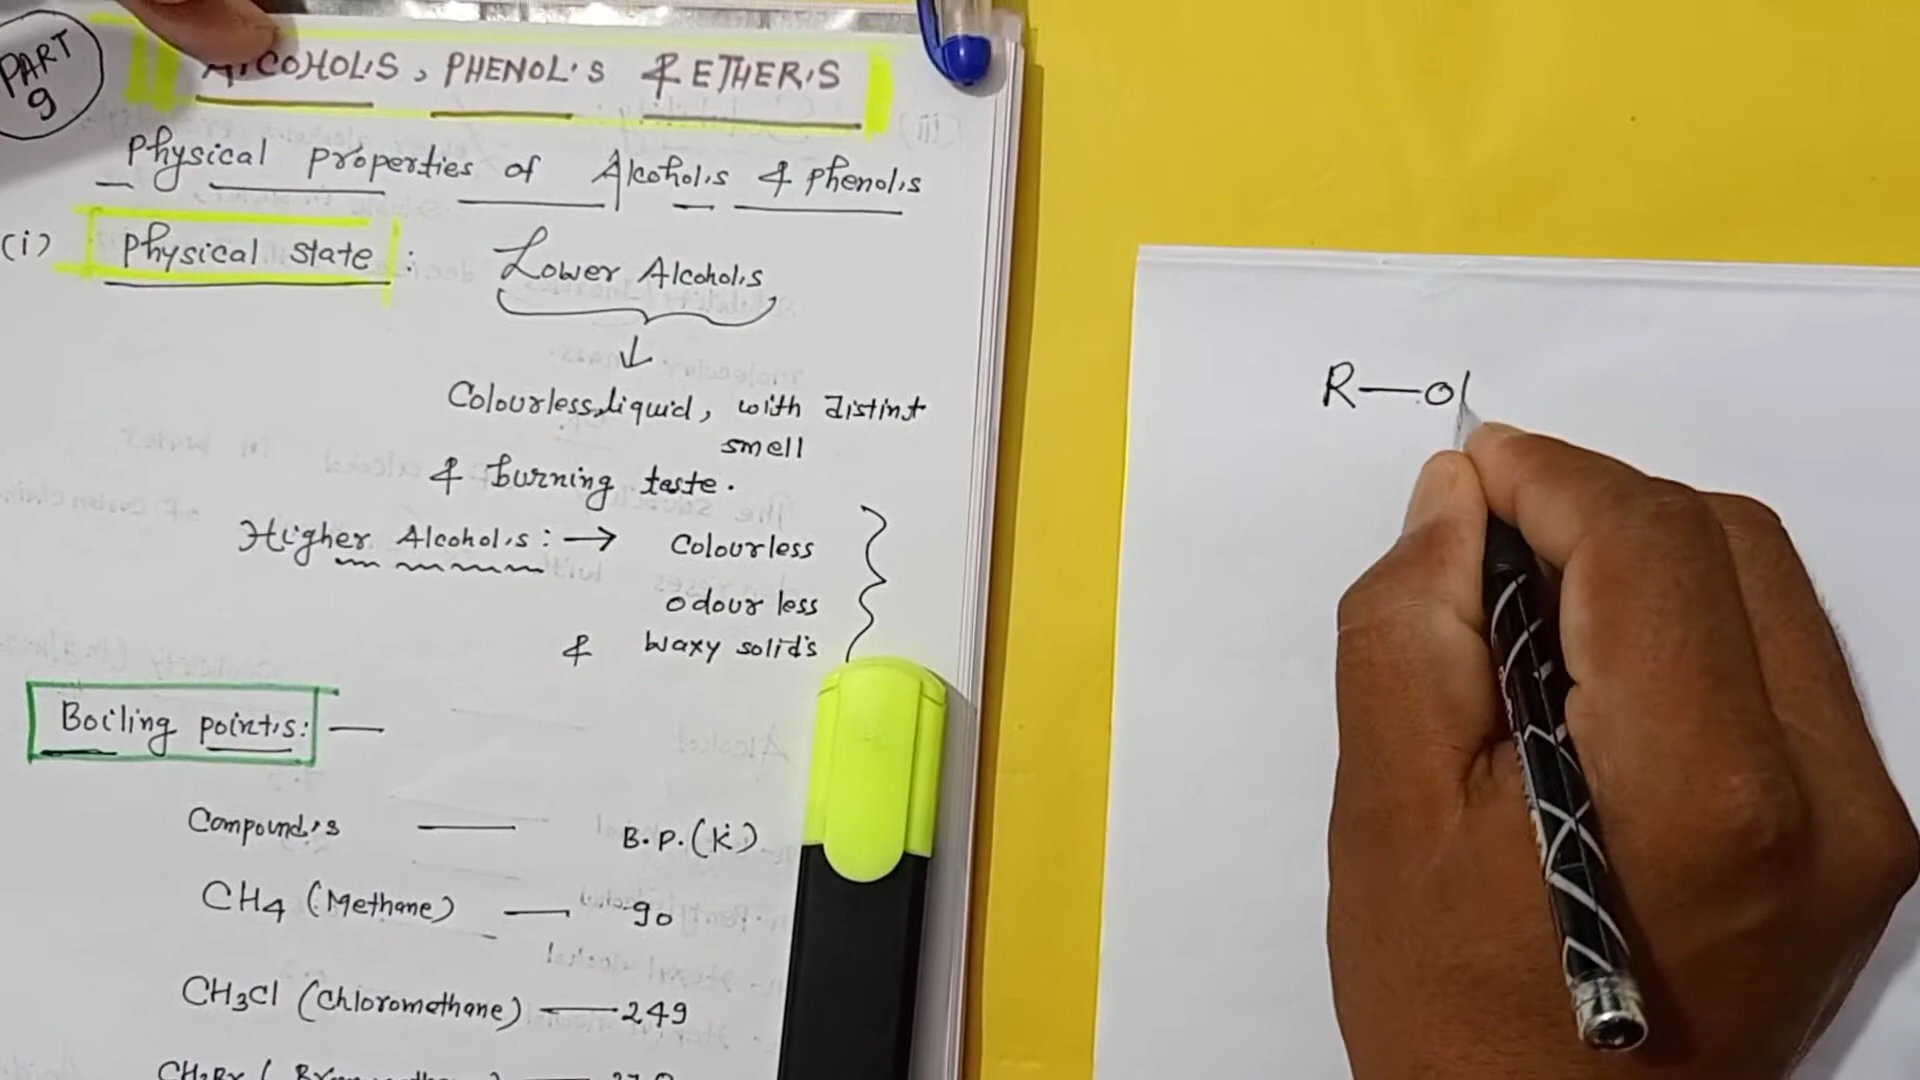 PART
9
ALCOHOL'S, PHENOL'S & ETHER'S
Physical properties of Alcohol's & phenol's
(i) Physical state : Lower Alcohol's
↓
Colourless, liquid, with distint
smell
& burning taste.
Higher Alcohol's : → Colourless
odour less
& waxy solid's
Boiling point's: —
Compound's — B.P.(K)
CH4 (Methane) — 90
CH3Cl (Chloromethane) — 249
R—O